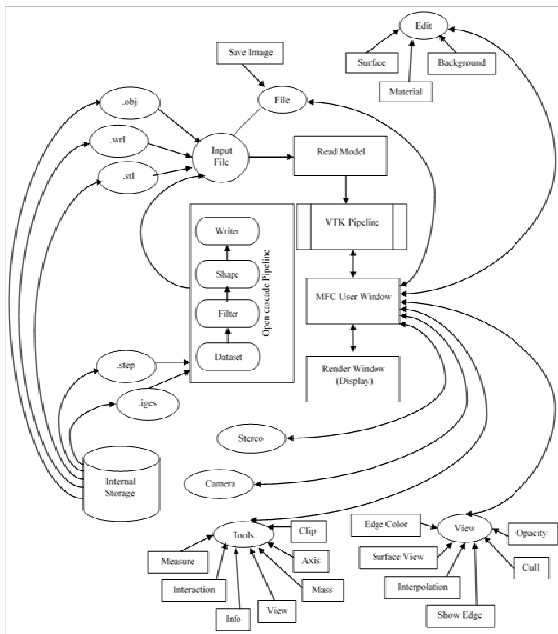 Edit
Save Image
Surface
Background
Material
File
.obj
.wrl
.stl
Input
File
Read Model
VTK Pipeline
Writer
Shape
Filter
Dataset
Open cascade Pipeline
MFC User Window
Render Window
(Display)
.step
.iges
Stereo
Camera
Internal
Storage
Tools
Clip
Measure
Axis
Interaction
Mass
Info
View
Edge Color
View
Opacity
Surface View
Cull
Interpolation
Show Edge